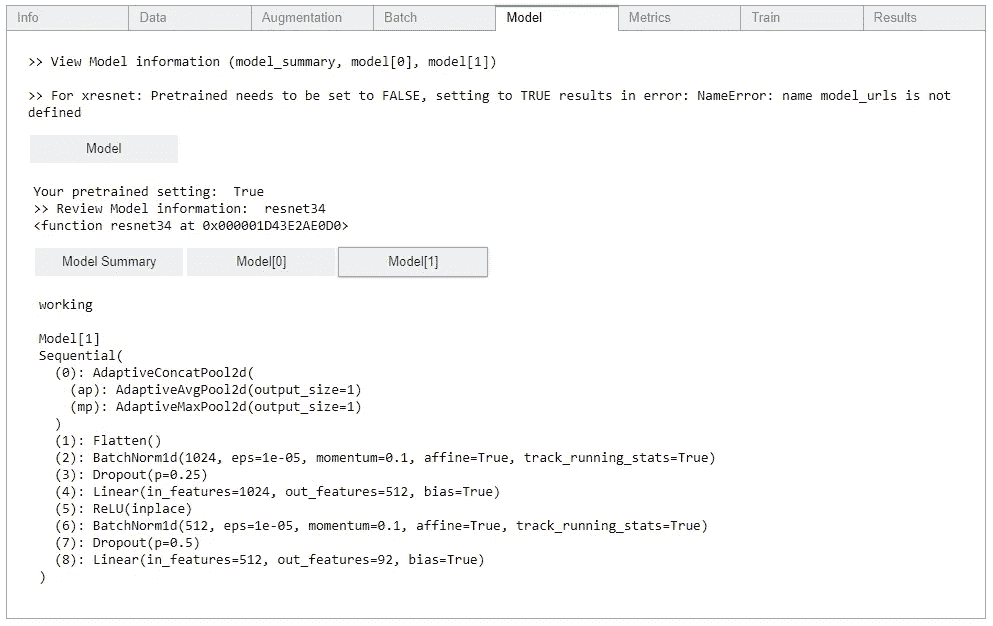 Info Data Augmentation Batch Model Metrics Train Results
>> View Model information (model_summary, model[0], model[1])
>> For xresnet: Pretrained needs to be set to FALSE, setting to TRUE results in error: NameError: name model_urls is not
defined
Model
Your pretrained setting:  True
>> Review Model information:  resnet34
<function resnet34 at 0x000001D43E2AE0D0>
Model Summary Model[0] Model[1]
working
Model[1]
Sequential(
  (0): AdaptiveConcatPool2d(
    (ap): AdaptiveAvgPool2d(output_size=1)
    (mp): AdaptiveMaxPool2d(output_size=1)
  )
  (1): Flatten()
  (2): BatchNorm1d(1024, eps=1e-05, momentum=0.1, affine=True, track_running_stats=True)
  (3): Dropout(p=0.25)
  (4): Linear(in_features=1024, out_features=512, bias=True)
  (5): ReLU(inplace)
  (6): BatchNorm1d(512, eps=1e-05, momentum=0.1, affine=True, track_running_stats=True)
  (7): Dropout(p=0.5)
  (8): Linear(in_features=512, out_features=92, bias=True)
)